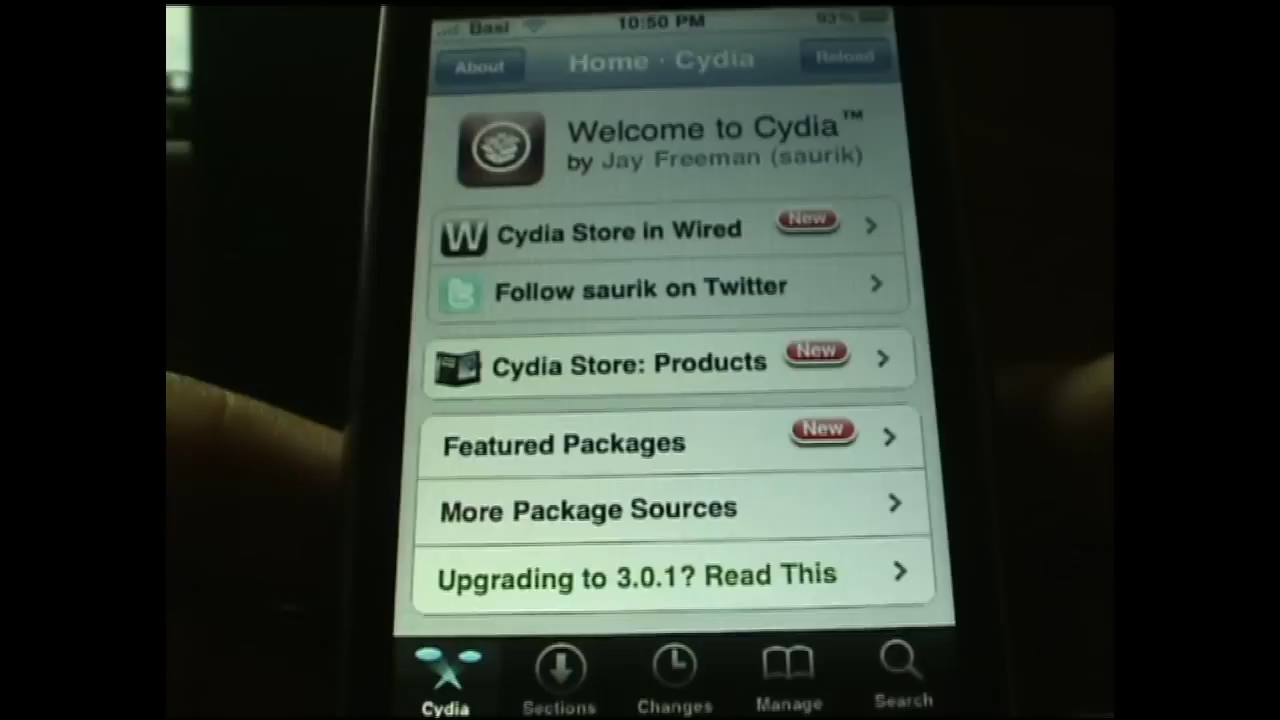 Basi 10:50 PM 93%
About Home · Cydia Reload
Welcome to Cydia™
by Jay Freeman (saurik)
W Cydia Store in Wired New
Follow saurik on Twitter
Cydia Store: Products New
Featured Packages New
More Package Sources
Upgrading to 3.0.1? Read This
Cydia Sections Changes Manage Search